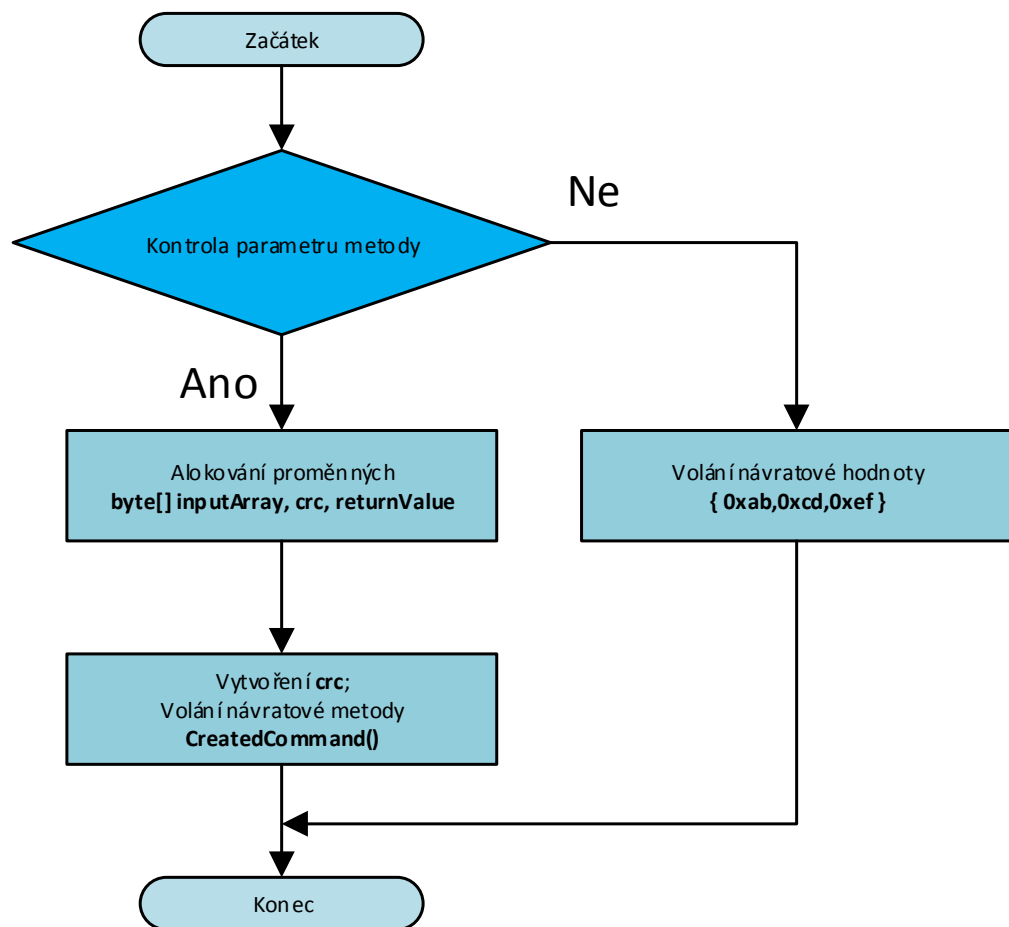 Začátek
Kontrola parametru metody
Ne
Ano
Alokování proměnných
byte[] inputArray, crc, returnValue
Volání návratové hodnoty
{ 0xab,0xcd,0xef }
Vytvoření crc;
Volání návratové metody
CreatedCommand()
Konec